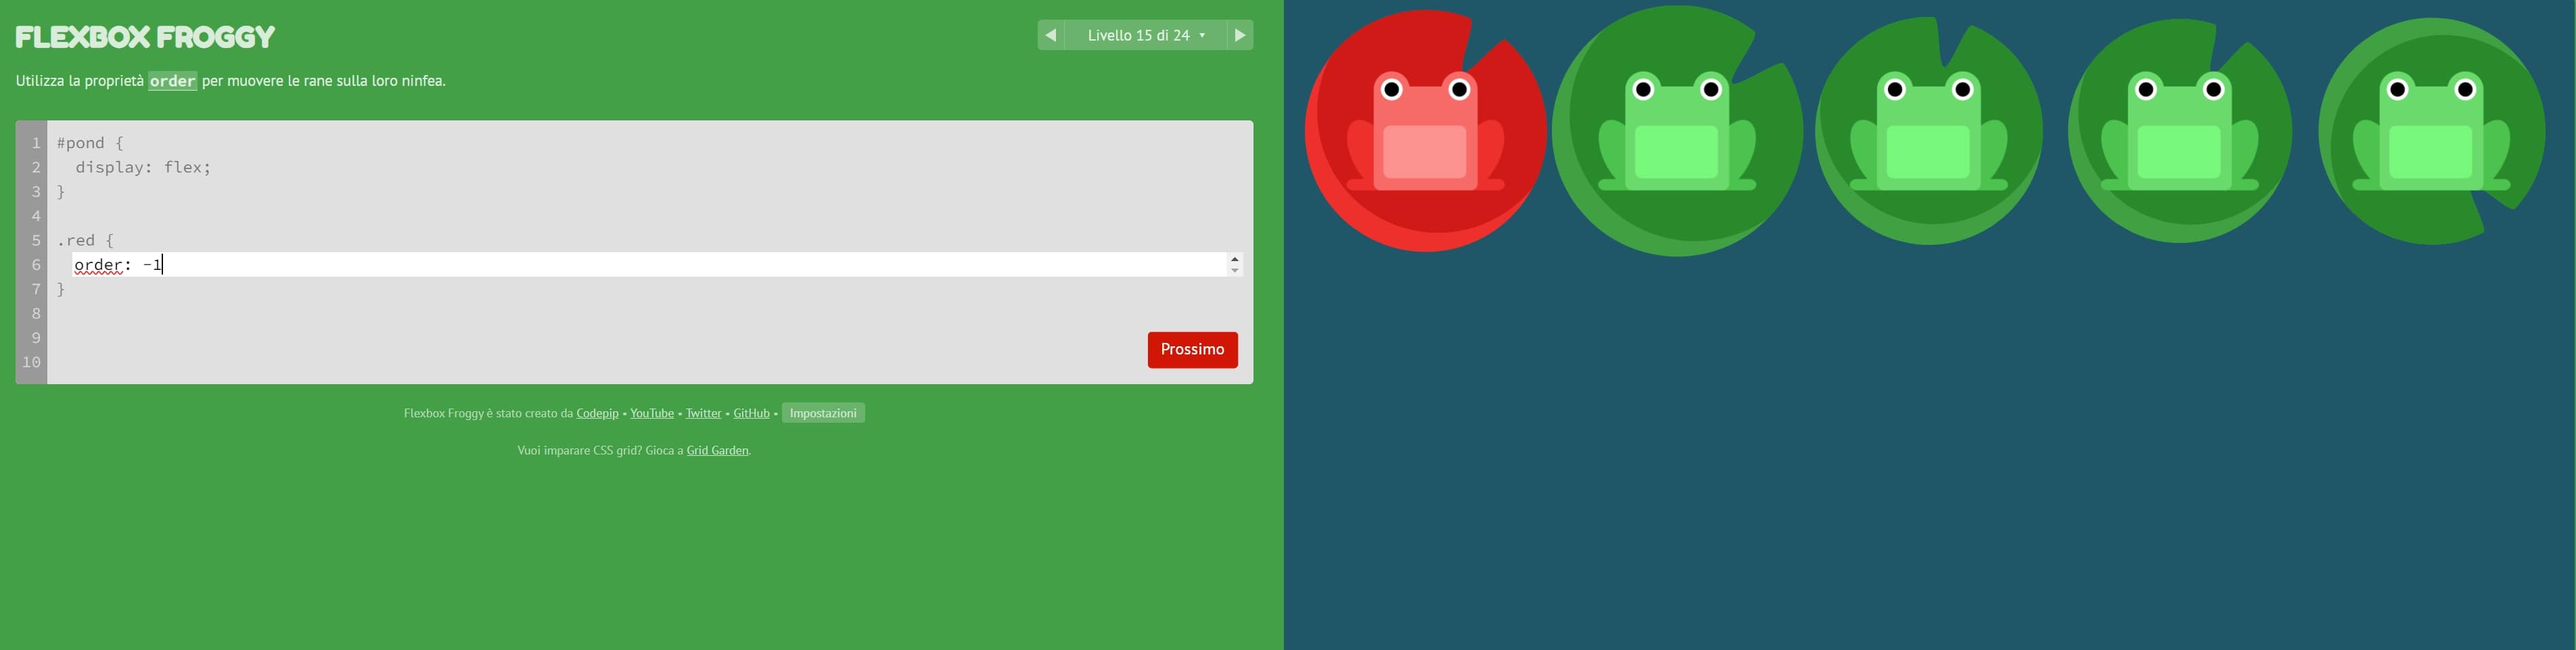 FLEXBOX FROGGY
◀ Livello 15 di 24 ▾ ▶
Utilizza la proprietà order per muovere le rane sulla loro ninfea.
1 #pond {
2 display: flex;
3 }
4
5 .red {
6 order: -1
7 }
8
9
10
Prossimo
Flexbox Froggy è stato creato da Codepip • YouTube • Twitter • GitHub • Impostazioni
Vuoi imparare CSS grid? Gioca a Grid Garden.